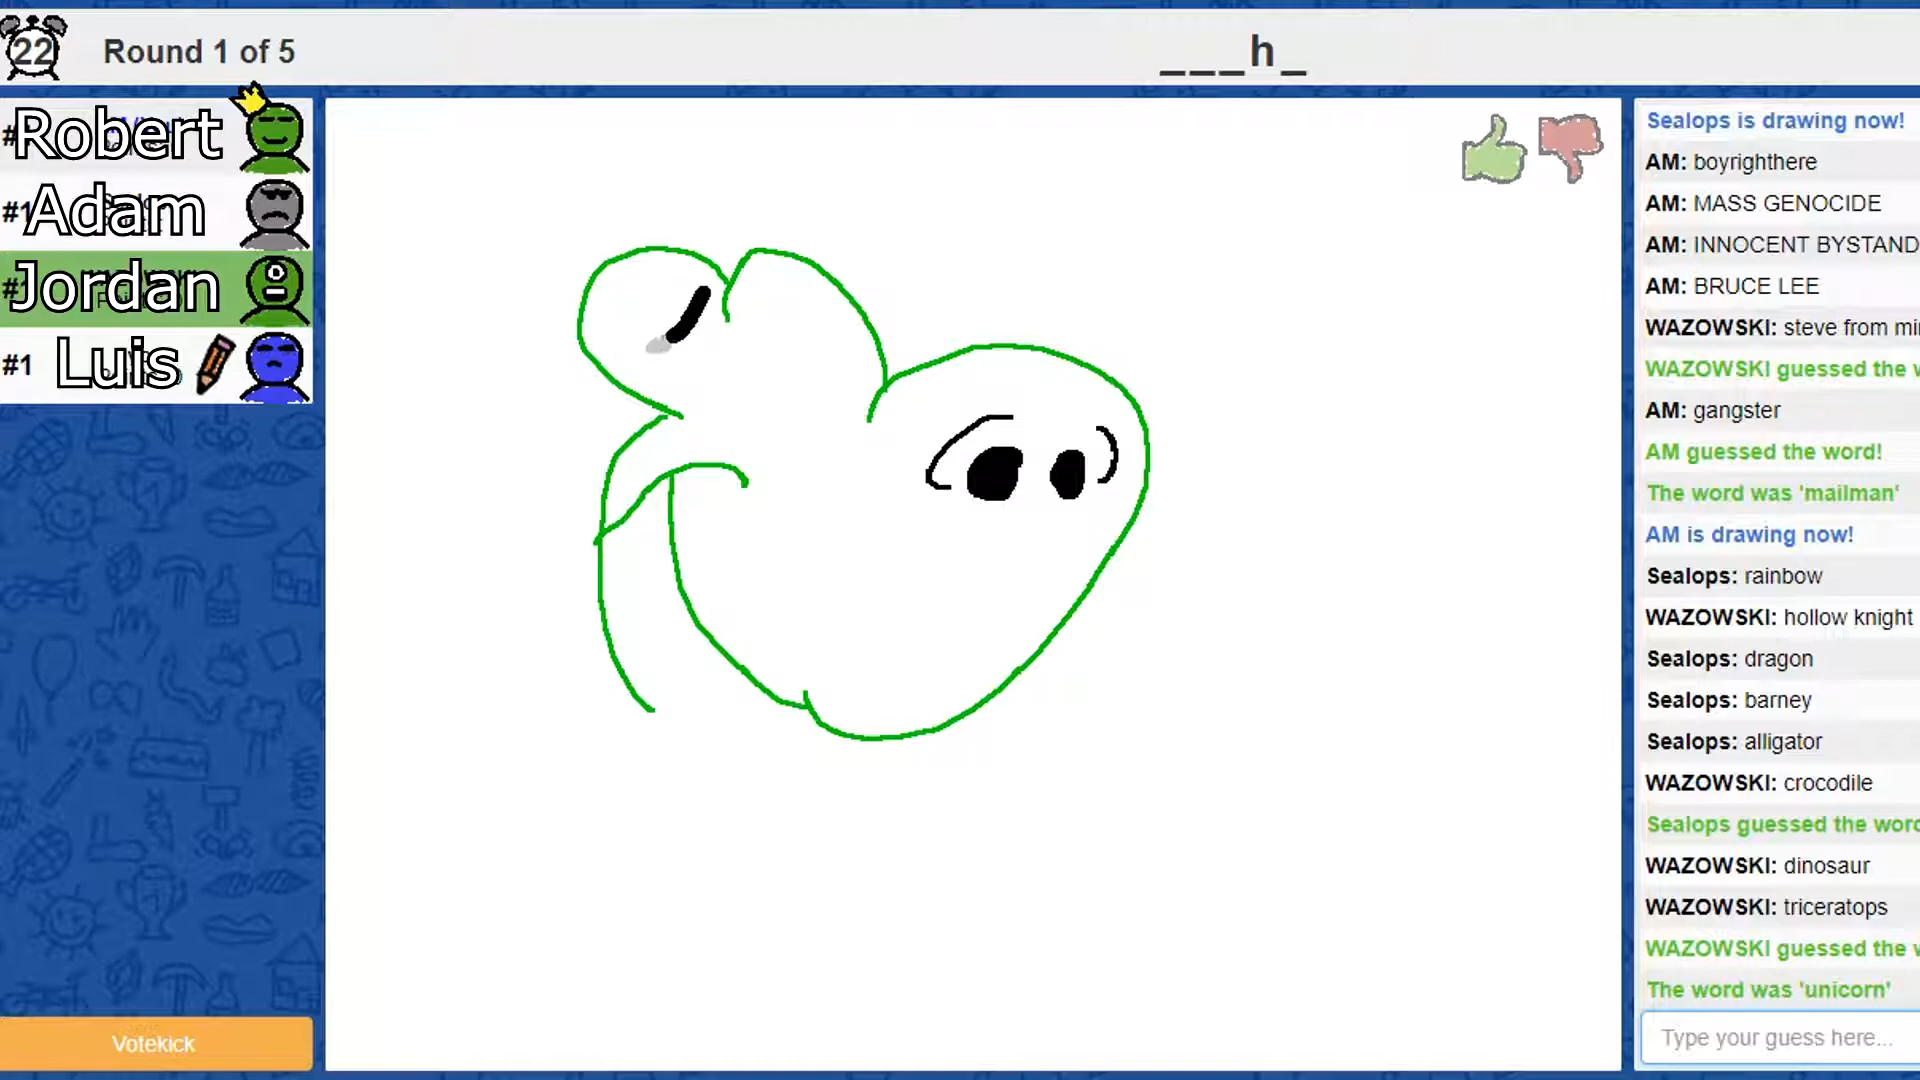 22
Round 1 of 5
___h_
Robert
Adam
Jordan
#1 Luis
Votekick
Sealops is drawing now!
AM: boyrighthere
AM: MASS GENOCIDE
AM: INNOCENT BYSTAND
AM: BRUCE LEE
WAZOWSKI: steve from mi
WAZOWSKI guessed the
AM: gangster
AM guessed the word!
The word was 'mailman'
AM is drawing now!
Sealops: rainbow
WAZOWSKI: hollow knight
Sealops: dragon
Sealops: barney
Sealops: alligator
WAZOWSKI: crocodile
Sealops guessed the word
WAZOWSKI: dinosaur
WAZOWSKI: triceratops
WAZOWSKI guessed the
The word was 'unicorn'
Type your guess here...